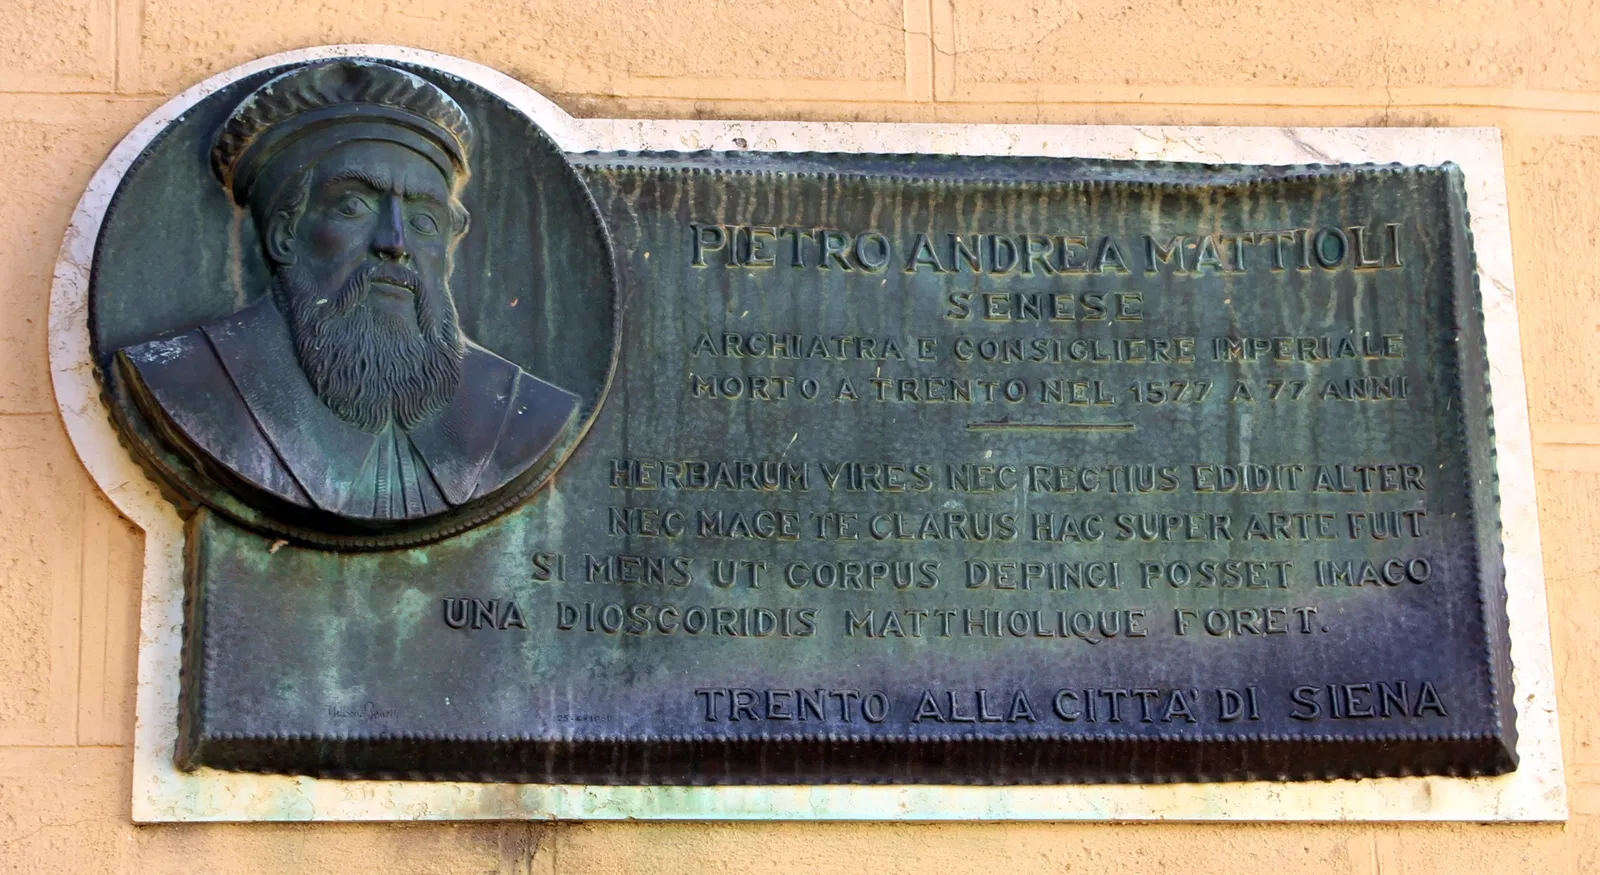 PIETRO ANDREA MATTIOLI
SENESE
ARCHIATRA E CONSIGLIERE IMPERIALE
MORTO A TRENTO NEL 1577 A 77 ANNI
HERBARUM VIRES NEC RECTIUS EDIDIT ALTER
NEC MAGE TE CLARUS HAC SUPER ARTE FUIT.
SI MENS UT CORPUS DEPINGI POSSET IMAGO
UNA DIOSCORIDIS MATTHIOLIQUE FORET.
TRENTO ALLA CITTA' DI SIENA